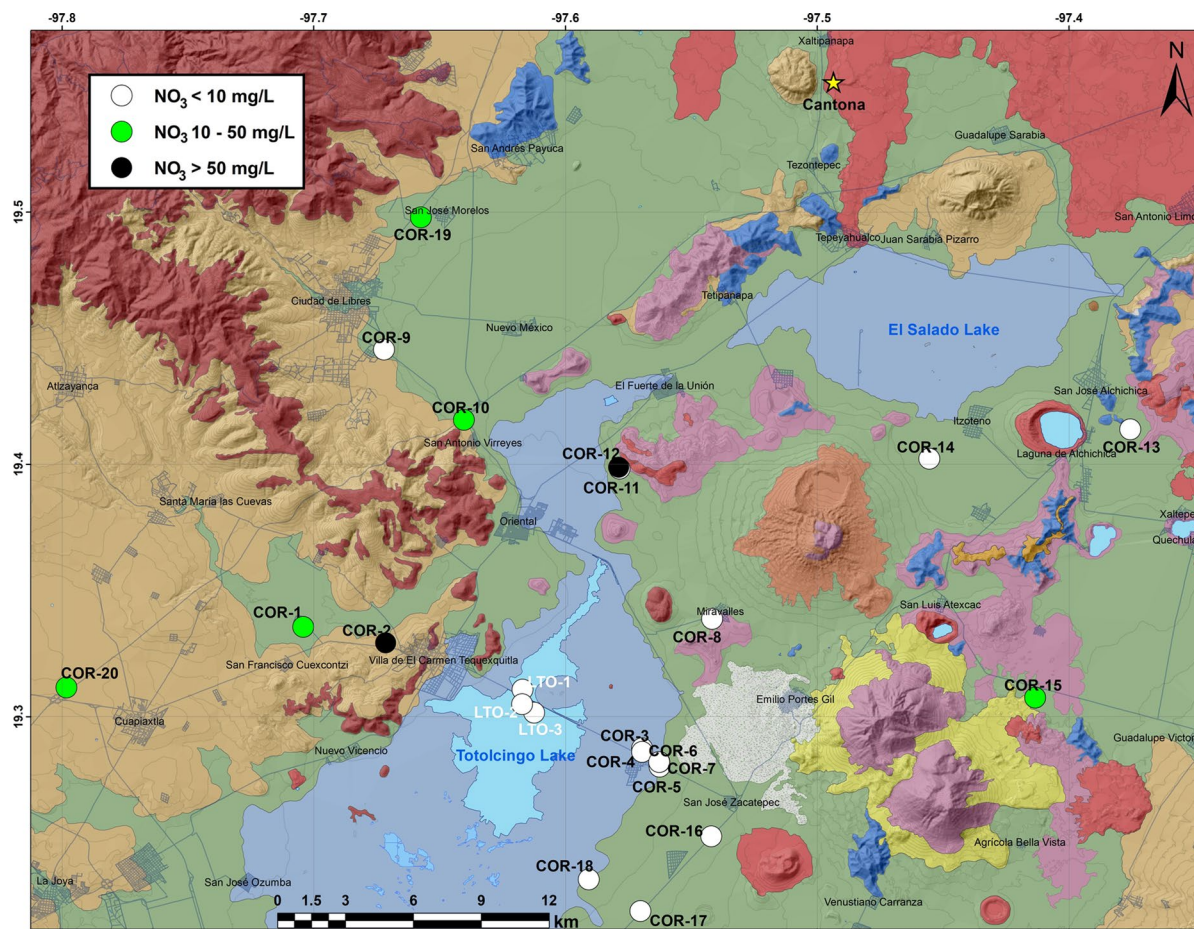 -97.8
-97.7
-97.6
-97.5
-97.4
Xaltipanapa
N
NO3 < 10 mg/L
NO3 10 - 50 mg/L
NO3 > 50 mg/L
Cantona
Guadalupe Sarabia
San Andrés Payuca
Tezontepec
19.5
San José Morelos
COR-19
San Antonio Limo
Tepeyahualco
Juan Sarabia Pizarro
Ciudad de Libres
Tetipanapa
Nuevo México
El Salado Lake
COR-9
Atlzayanca
El Fuerte de la Unión
San José Alchichica
COR-10
San Antonio Virreyes
Itzoteno
COR-14
COR-13
COR-12
Laguna de Alchichica
19.4
COR-11
Santa Maria las Cuevas
Oriental
Xaltepe
Quechula
COR-1
COR-2
Miravalles
COR-8
San Luis Atexcac
San Francisco Cuexcontzi
Villa de El Carmen Tequexquitla
COR-20
LTO-1
COR-15
Emilio Portes Gil
LTO-2
19.3
Cuapiaxtla
LTO-3
COR-3
Guadalupe Victor
Nuevo Vicencio
Totolcingo Lake
COR-6
COR-4
COR-7
COR-5
San José Zacatepec
COR-16
Agrícola Bella Vista
COR-18
La Joya
San José Ozumba
Venustiano Carranza
0 1.5 3 6 9 12
km
COR-17